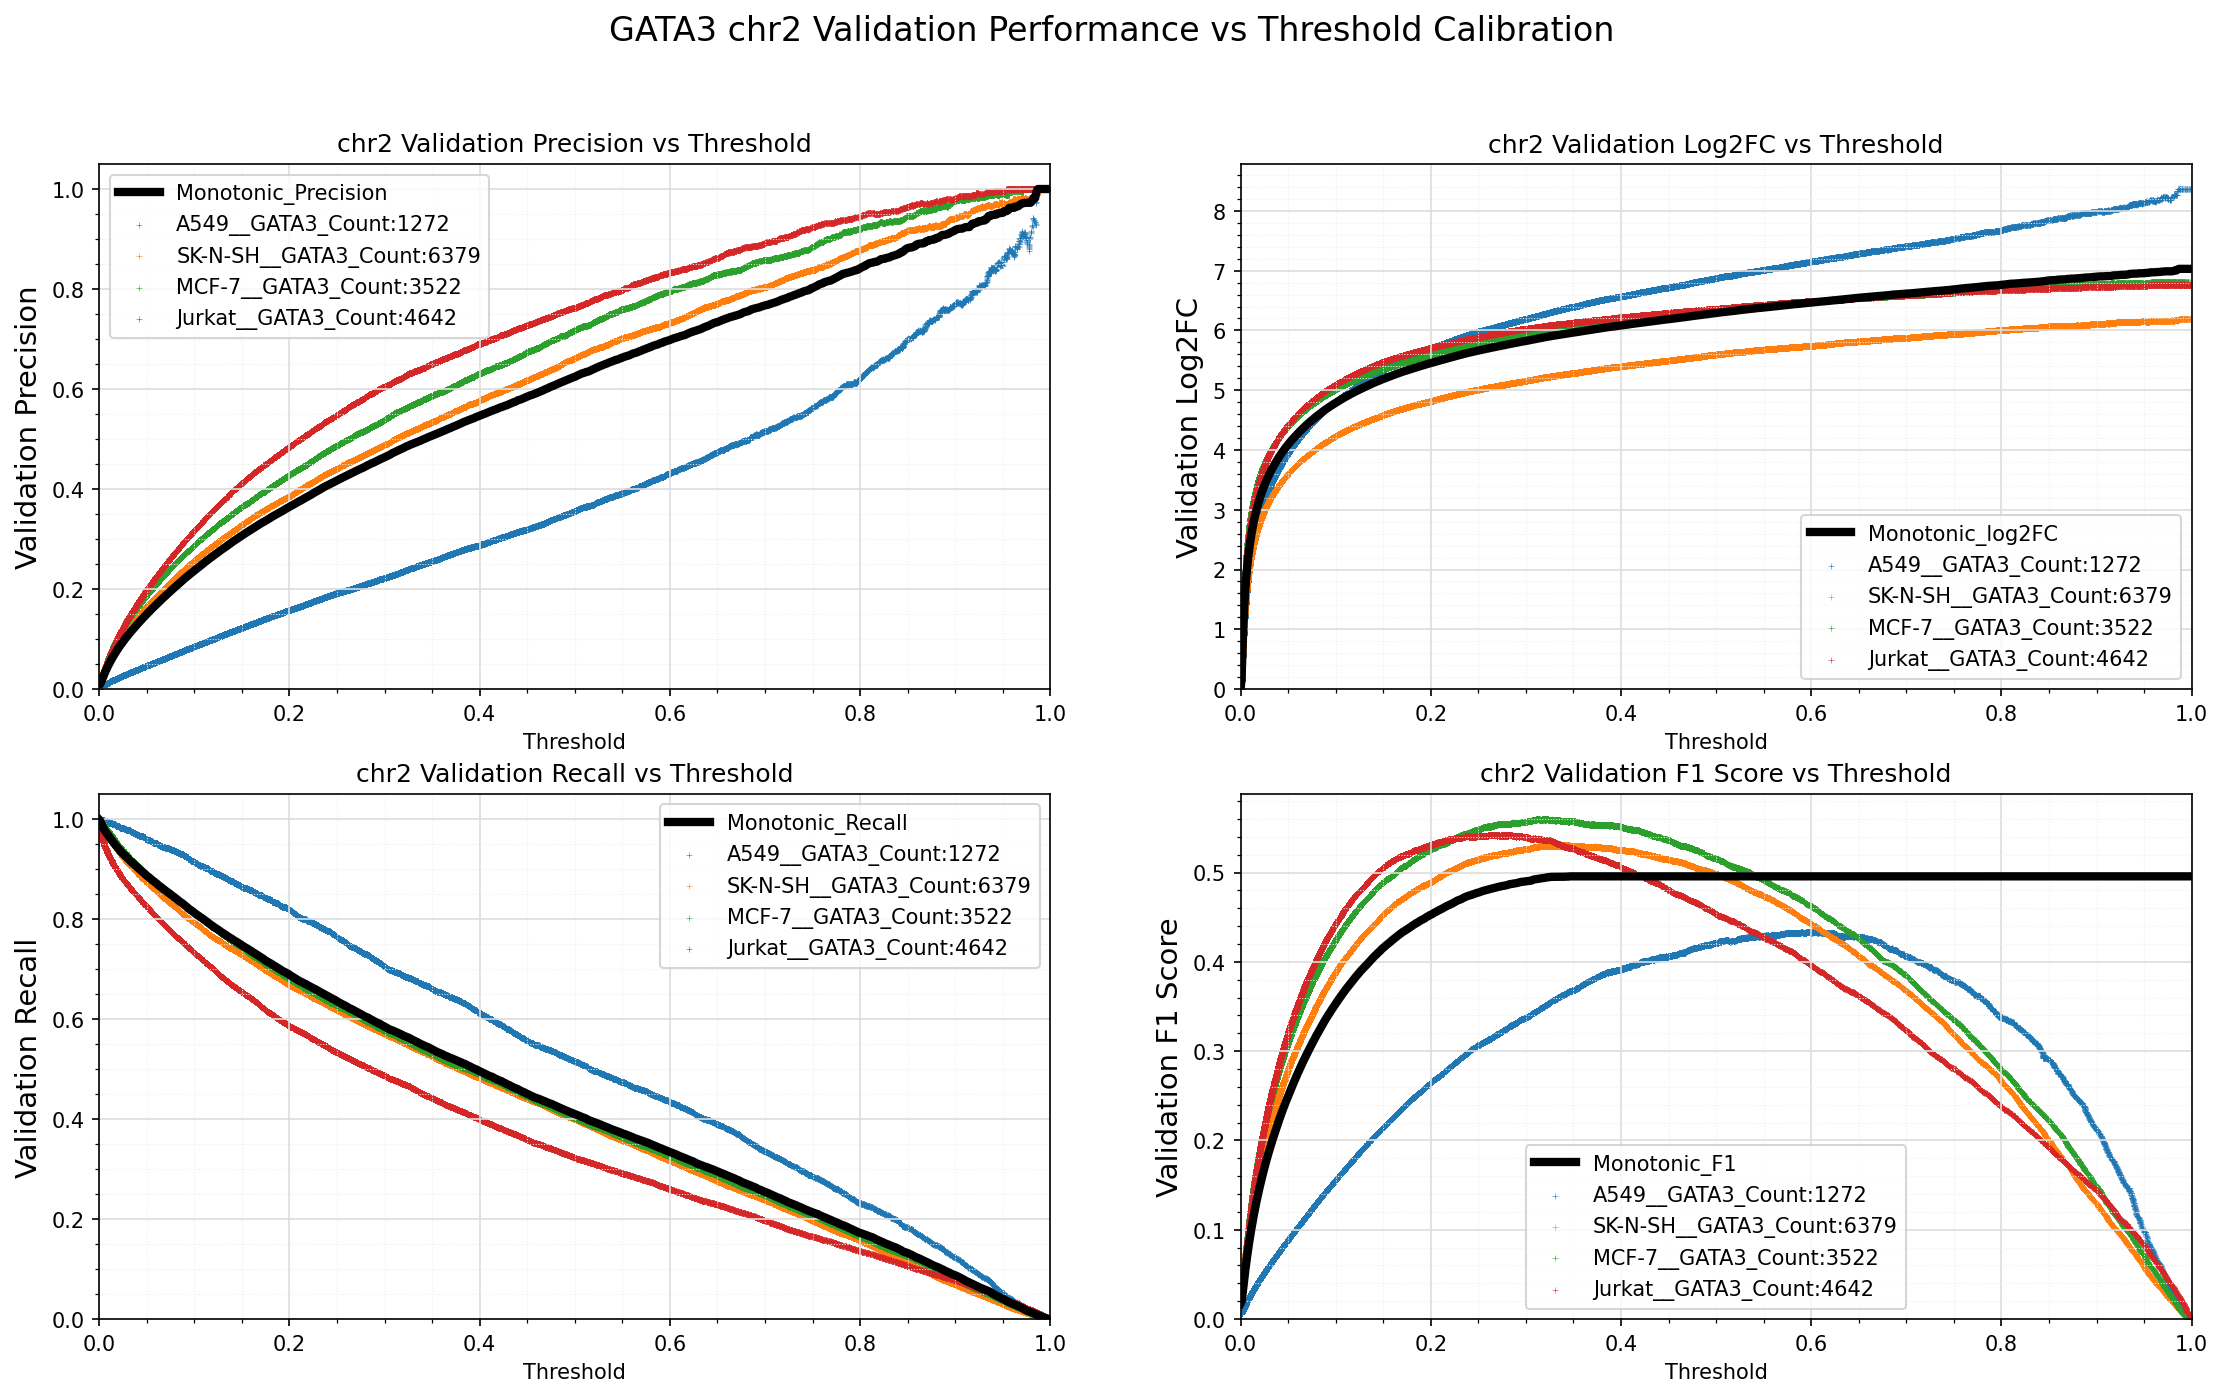 GATA3 chr2 Validation Performance vs Threshold Calibration
chr2 Validation Precision vs Threshold
Validation Precision
1.0
0.8
0.6
0.4
0.2
0.0
Monotonic_Precision
A549__GATA3_Count:1272
SK-N-SH__GATA3_Count:6379
MCF-7__GATA3_Count:3522
Jurkat__GATA3_Count:4642
0.0 0.2 0.4 0.6 0.8 1.0
Threshold
chr2 Validation Log2FC vs Threshold
Validation Log2FC
8
7
6
5
4
3
2
1
0
Monotonic_log2FC
A549__GATA3_Count:1272
SK-N-SH__GATA3_Count:6379
MCF-7__GATA3_Count:3522
Jurkat__GATA3_Count:4642
0.0 0.2 0.4 0.6 0.8 1.0
Threshold
chr2 Validation Recall vs Threshold
Validation Recall
1.0
0.8
0.6
0.4
0.2
0.0
Monotonic_Recall
A549__GATA3_Count:1272
SK-N-SH__GATA3_Count:6379
MCF-7__GATA3_Count:3522
Jurkat__GATA3_Count:4642
0.0 0.2 0.4 0.6 0.8 1.0
Threshold
chr2 Validation F1 Score vs Threshold
Validation F1 Score
0.5
0.4
0.3
0.2
0.1
0.0
Monotonic_F1
A549__GATA3_Count:1272
SK-N-SH__GATA3_Count:6379
MCF-7__GATA3_Count:3522
Jurkat__GATA3_Count:4642
0.0 0.2 0.4 0.6 0.8 1.0
Threshold